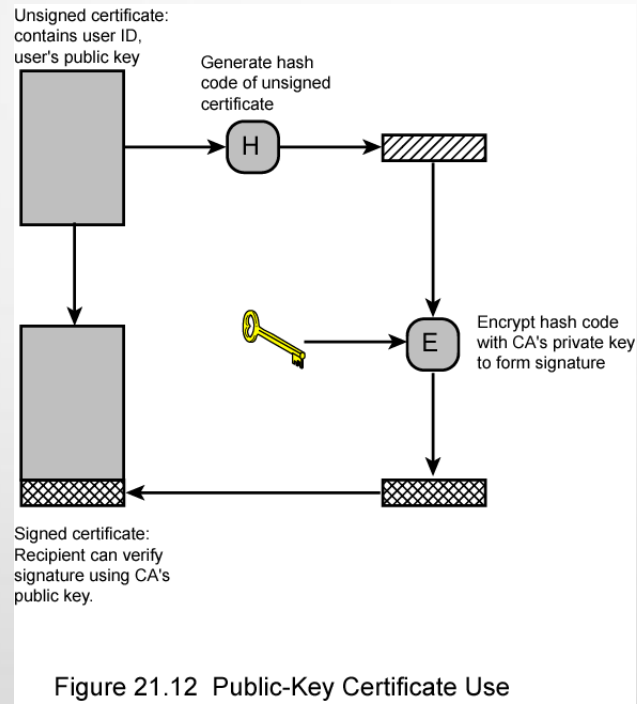 Unsigned certificate:
contains user ID,
user's public key
Generate hash
code of unsigned
certificate
H
E
Encrypt hash code
with CA's private key
to form signature
Signed certificate:
Recipient can verify
signature using CA's
public key.
Figure 21.12 Public-Key Certificate Use